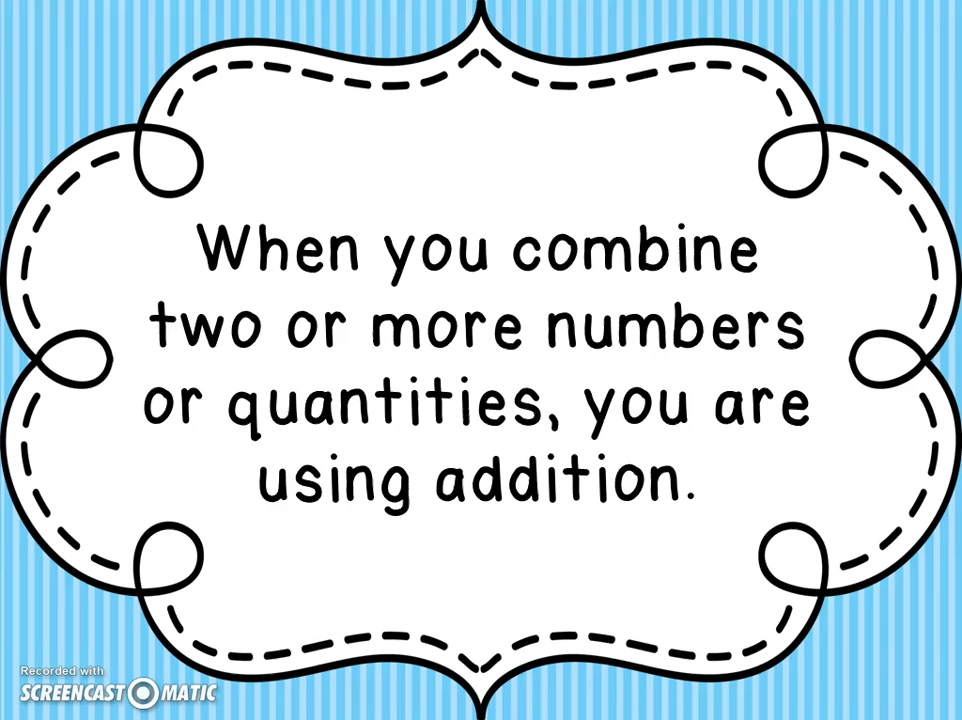 When you combine
two or more numbers
or quantities, you are
using addition.
Recorded with
SCREENCAST MATIC